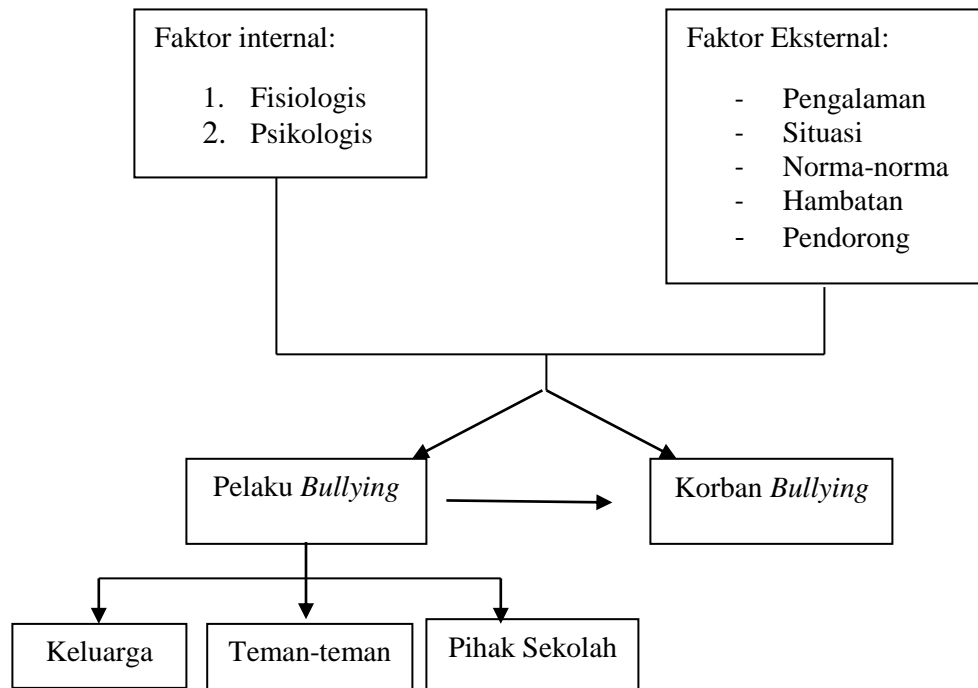 Faktor internal:
1. Fisiologis
2. Psikologis
Faktor Eksternal:
- Pengalaman
- Situasi
- Norma-norma
- Hambatan
- Pendorong
Pelaku Bullying
Korban Bullying
Keluarga
Teman-teman
Pihak Sekolah